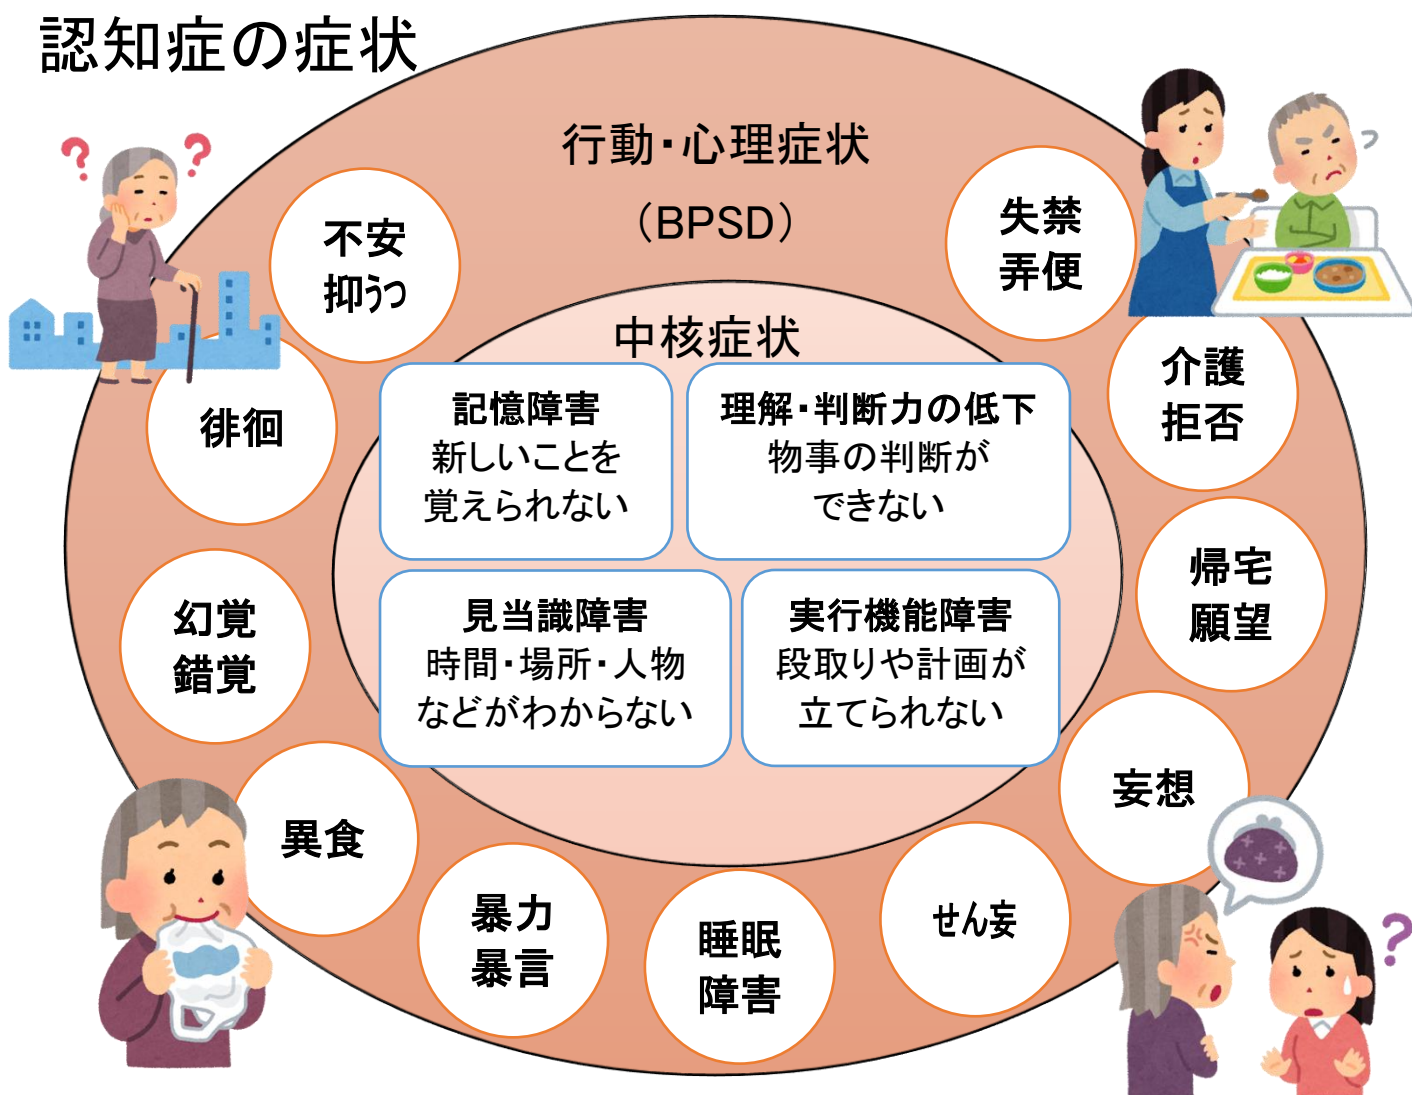 認知症の症状
行動・心理症状
（BPSD）
不安
抑うつ
失禁
弄便
徘徊
介護
拒否
中核症状
記憶障害
新しいことを
覚えられない
理解・判断力の低下
物事の判断が
できない
見当識障害
時間・場所・人物
などがわからない
実行機能障害
段取りや計画が
立てられない
幻覚
錯覚
帰宅
願望
異食
妄想
暴力
暴言
睡眠
障害
せん妄